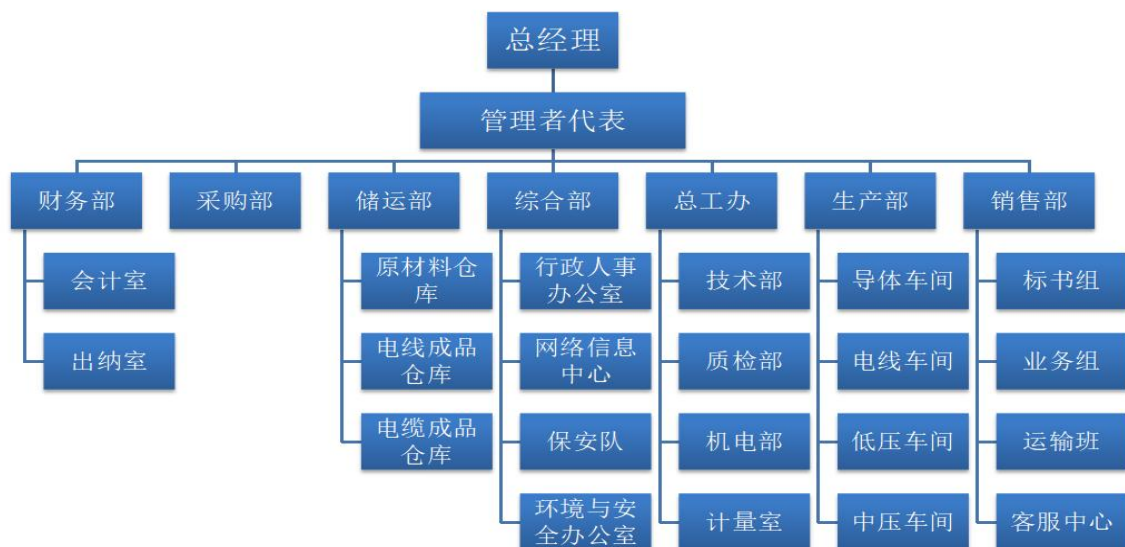 总经理
管理者代表
财务部
采购部
储运部
综合部
总工办
生产部
销售部
会计室
出纳室
原材料仓
库
电线成品
仓库
电缆成品
仓库
行政人事
办公室
网络信息
中心
保安队
环境与安
全办公室
技术部
质检部
机电部
计量室
导体车间
电线车间
低压车间
中压车间
标书组
业务组
运输班
客服中心